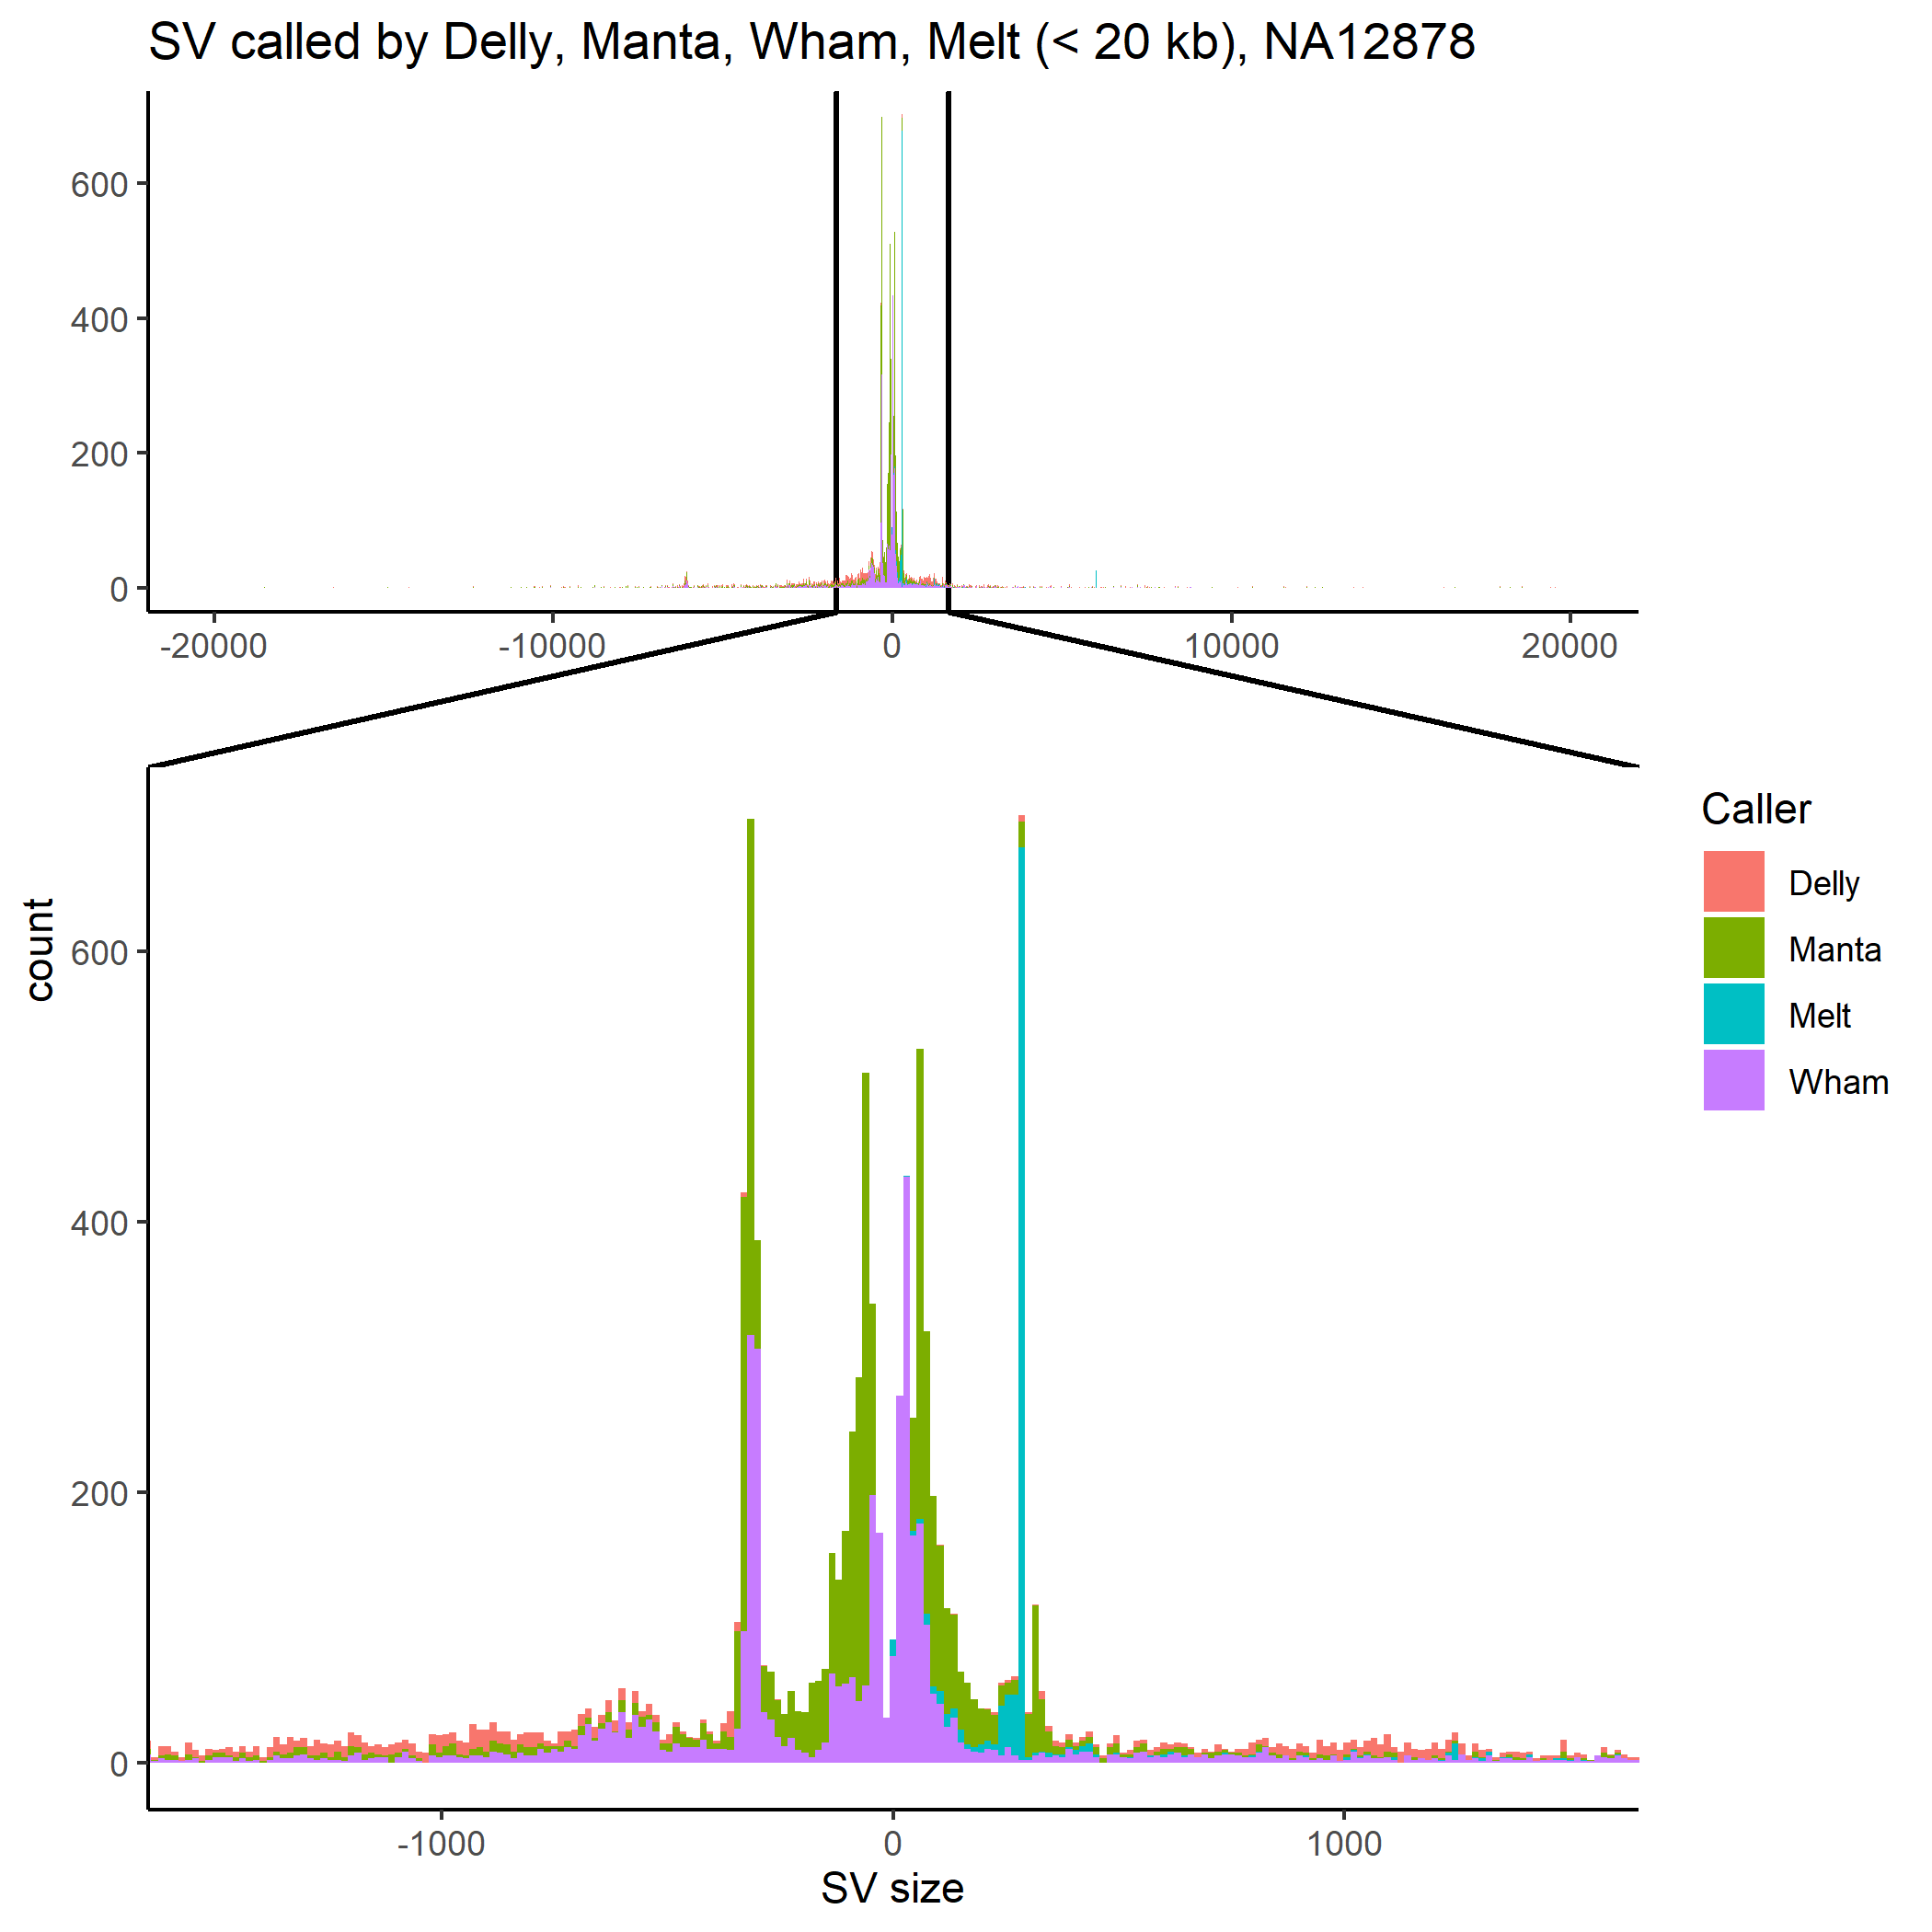 SV called by Delly, Manta, Wham, Melt (< 20 kb), NA12878
600
400
200
0
-20000 -10000 0 10000 20000
Caller
Delly
Manta
Melt
Wham
count
600
400
200
0
-1000 0 1000
SV size